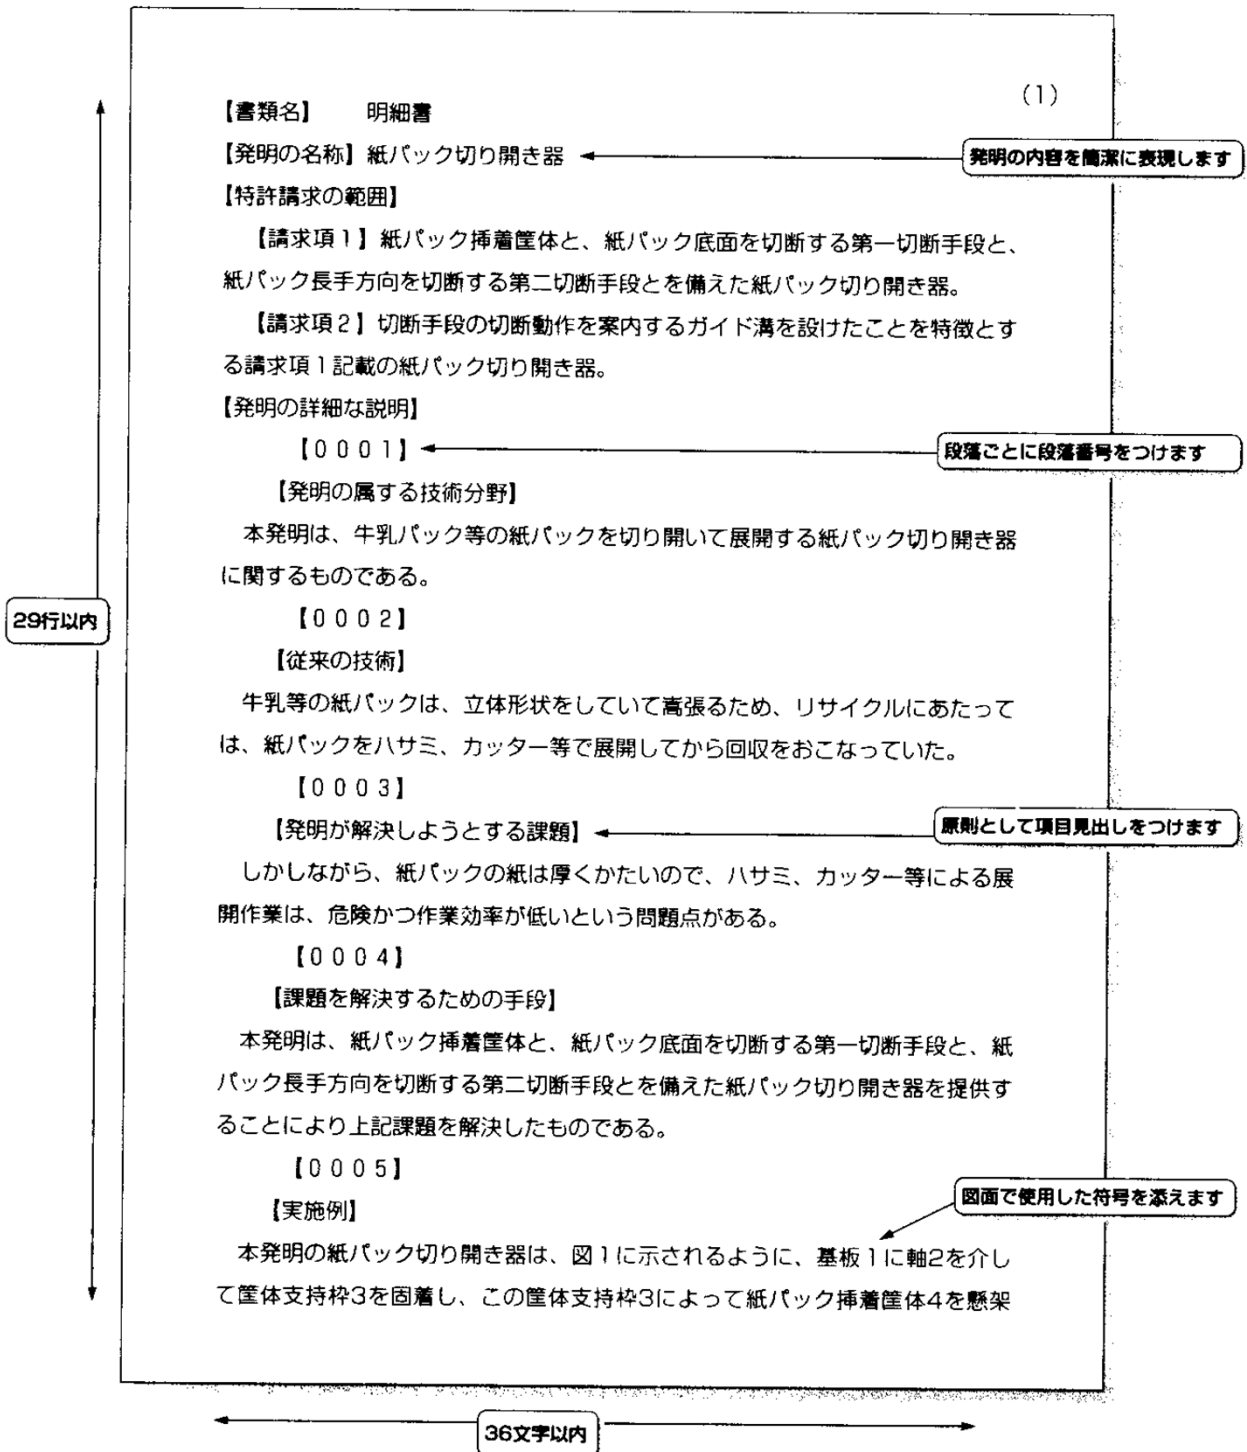 (1)
【書類名】　　明細書
【発明の名称】紙パック切り開き器
発明の内容を簡潔に表現します
【特許請求の範囲】
【請求項1】紙パック挿着筐体と、紙パック底面を切断する第一切断手段と、
紙パック長手方向を切断する第二切断手段とを備えた紙パック切り開き器。
【請求項2】切断手段の切断動作を案内するガイド溝を設けたことを特徴とす
る請求項1記載の紙パック切り開き器。
【発明の詳細な説明】
【0001】
段落ごとに段落番号をつけます
【発明の属する技術分野】
本発明は、牛乳パック等の紙パックを切り開いて展開する紙パック切り開き器
に関するものである。
29行以内
【0002】
【従来の技術】
牛乳等の紙パックは、立体形状をしていて嵩張るため、リサイクルにあたって
は、紙パックをハサミ、カッター等で展開してから回収をおこなっていた。
【0003】
【発明が解決しようとする課題】
原則として項目見出しをつけます
しかしながら、紙パックの紙は厚くかたいので、ハサミ、カッター等による展
開作業は、危険かつ作業効率が低いという問題点がある。
【0004】
【課題を解決するための手段】
本発明は、紙パック挿着筐体と、紙パック底面を切断する第一切断手段と、紙
パック長手方向を切断する第二切断手段とを備えた紙パック切り開き器を提供す
ることにより上記課題を解決したものである。
【0005】
図面で使用した符号を添えます
【実施例】
本発明の紙パック切り開き器は、図1に示されるように、基板1に軸2を介し
て筐体支持枠3を固着し、この筐体支持枠3によって紙パック挿着筐体4を懸架
36文字以内